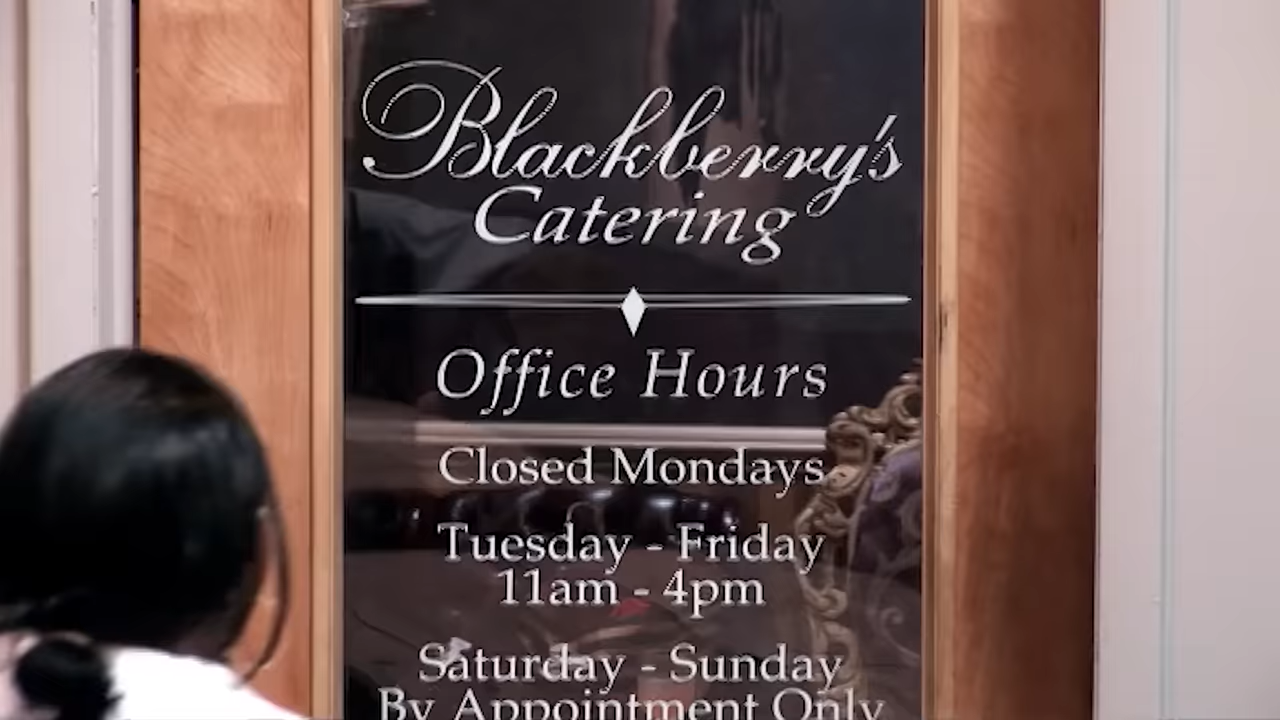 Blackberry's
Catering
Office Hours
Closed Mondays
Tuesday - Friday
11am - 4pm
Saturday - Sunday
By Appointment Only